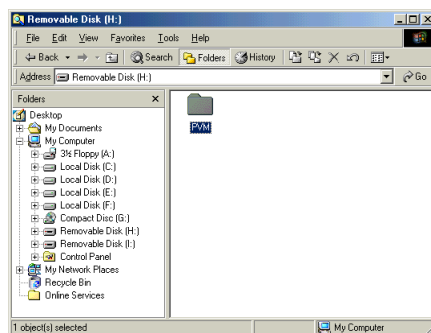 Removable Disk (H:)
File Edit View Favorites Tools Help
Back Search Folders History
Address Removable Disk (H:) Go
Folders x
Desktop
My Documents
My Computer
3½ Floppy (A:)
Local Disk (C:)
Local Disk (D:)
Local Disk (E:)
Local Disk (F:)
Compact Disc (G:)
Removable Disk (H:)
Removable Disk (I:)
Control Panel
My Network Places
Recycle Bin
Online Services
PVM
1 object(s) selected My Computer